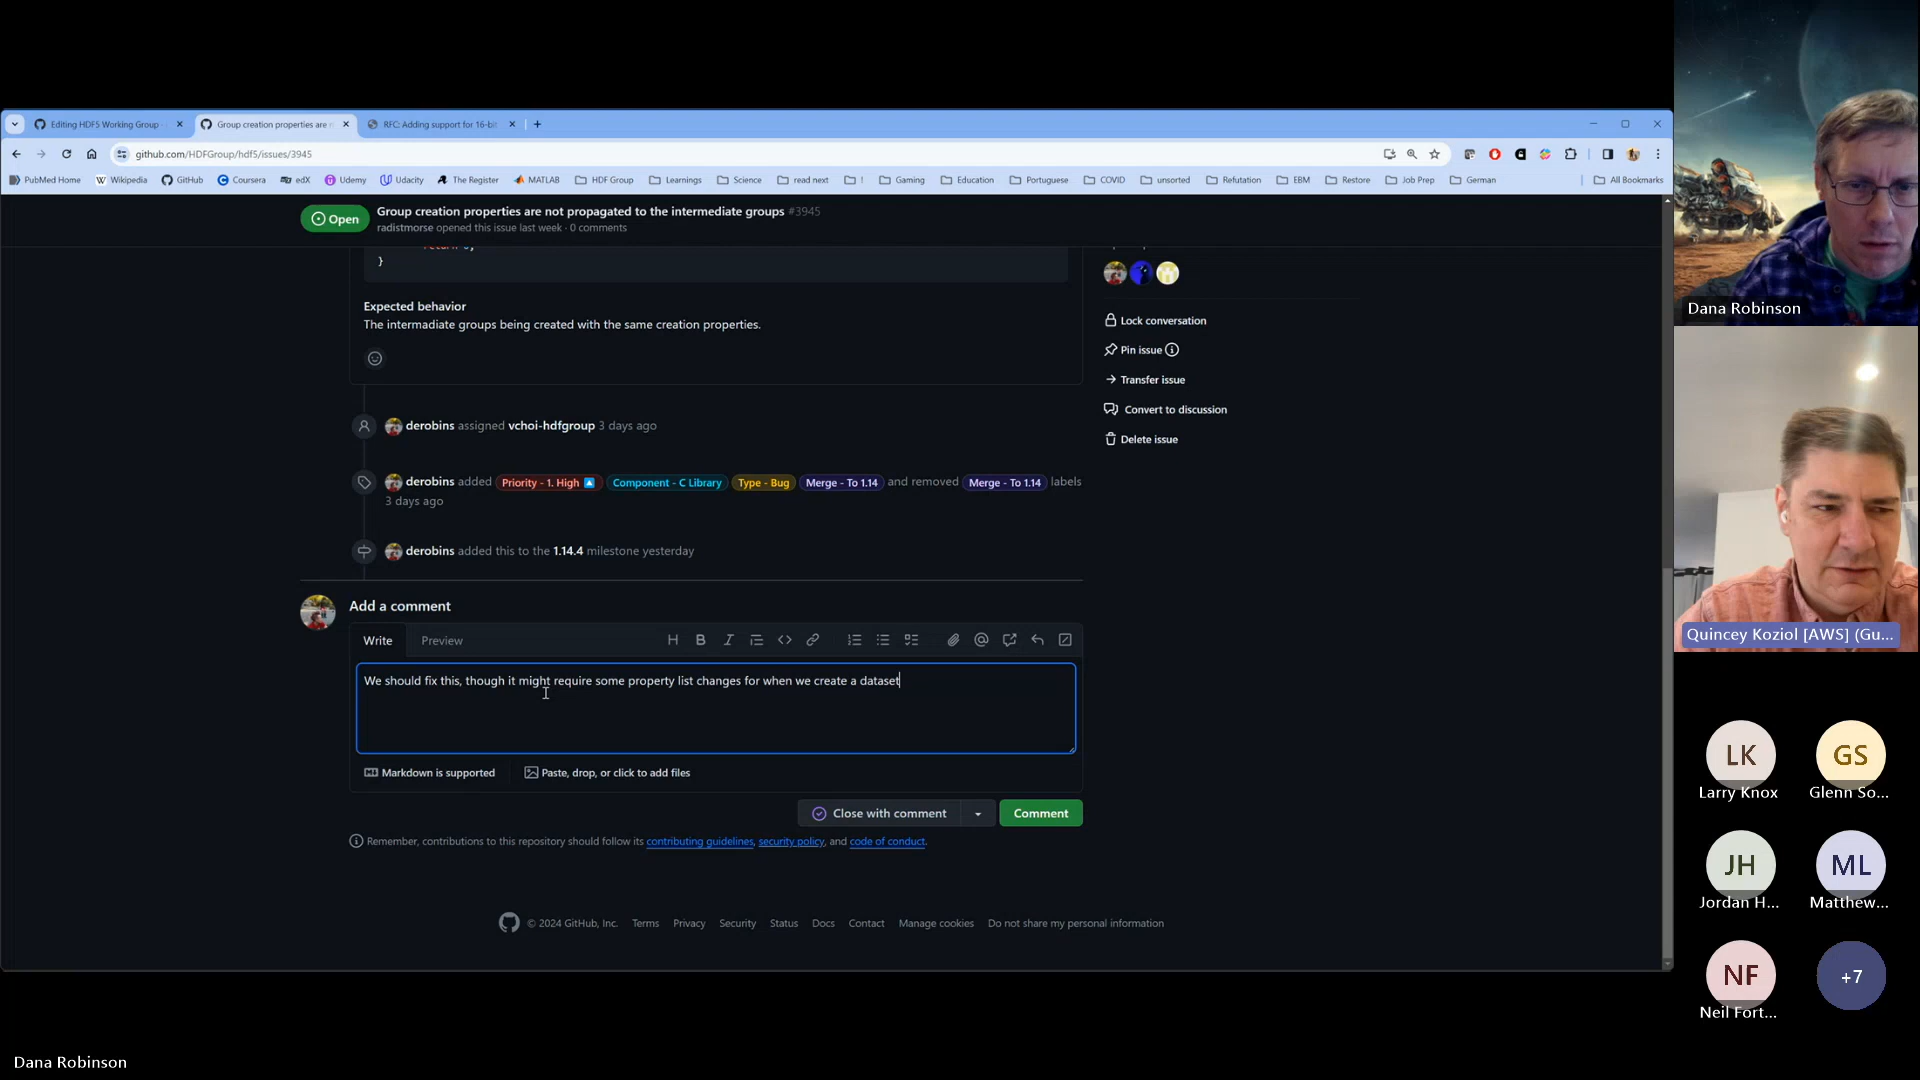 Editing HDF5 Working Group
Group creation properties are
RFC: Adding support for 16-bit
github.com/HDFGroup/hdf5/issues/3945
PubMed Home
Wikipedia
GitHub
Coursera
edX
Udemy
Udacity
The Register
MATLAB
HDF Group
Learnings
Science
read next
!
Gaming
Education
Portuguese
COVID
unsorted
Refutation
EBM
Restore
Job Prep
German
All Bookmarks
Open
Group creation properties are not propagated to the intermediate groups #3945
radistmorse opened this issue last week · 0 comments
}
Expected behavior
The intermadiate groups being created with the same creation properties.
derobins assigned vchoi-hdfgroup 3 days ago
derobins added Priority - 1. High Component - C Library Type - Bug Merge - To 1.14 and removed Merge - To 1.14 labels
3 days ago
derobins added this to the 1.14.4 milestone yesterday
Lock conversation
Pin issue
Transfer issue
Convert to discussion
Delete issue
Add a comment
Write
Preview
We should fix this, though it might require some property list changes for when we create a dataset
Markdown is supported
Paste, drop, or click to add files
Close with comment
Comment
Remember, contributions to this repository should follow its contributing guidelines, security policy, and code of conduct.
© 2024 GitHub, Inc.
Terms
Privacy
Security
Status
Docs
Contact
Manage cookies
Do not share my personal information
Dana Robinson
Quincey Koziol [AWS] (Gu...
LK
Larry Knox
GS
Glenn So...
JH
Jordan H...
ML
Matthew...
NF
Neil Fort...
+7
Dana Robinson